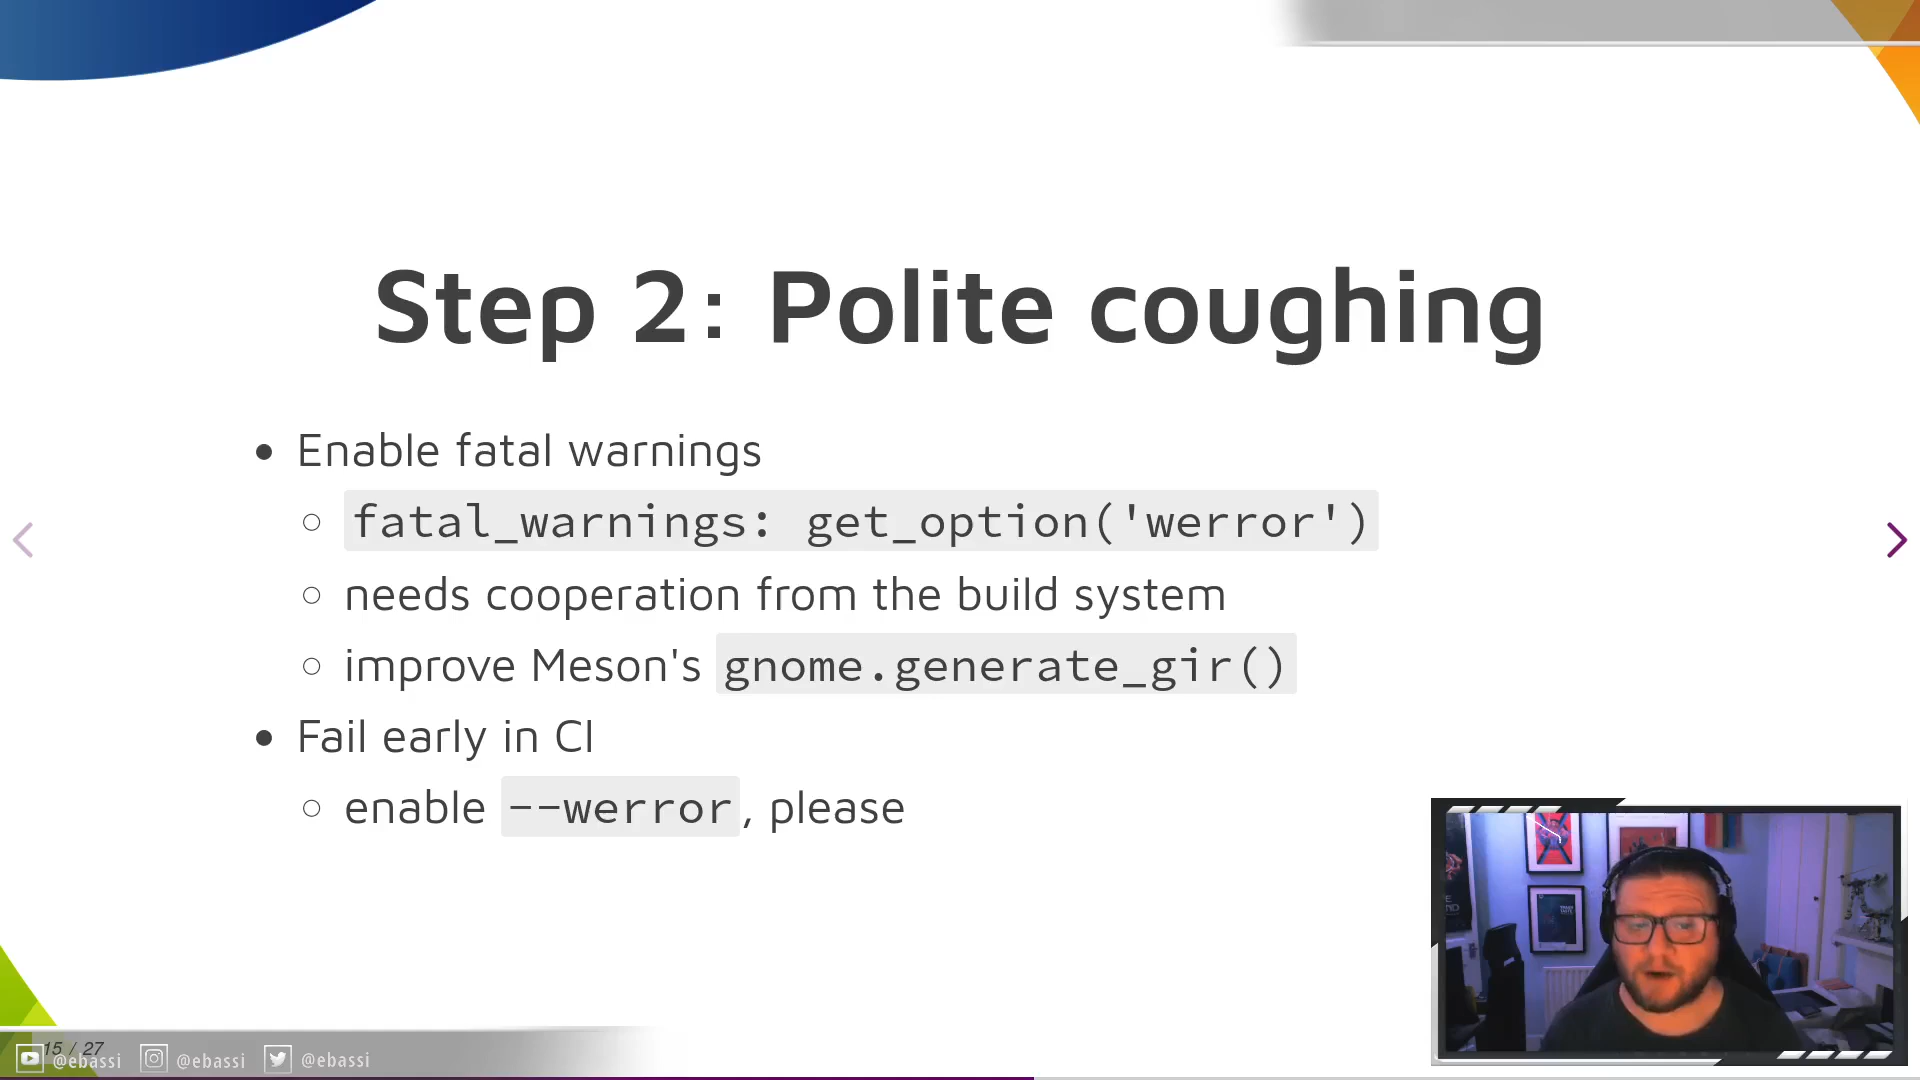 Step 2: Polite coughing
Enable fatal warnings
fatal_warnings: get_option('werror')
needs cooperation from the build system
improve Meson's gnome.generate_gir()
Fail early in CI
enable --werror, please
15 / 27
@ebassi @ebassi @ebassi